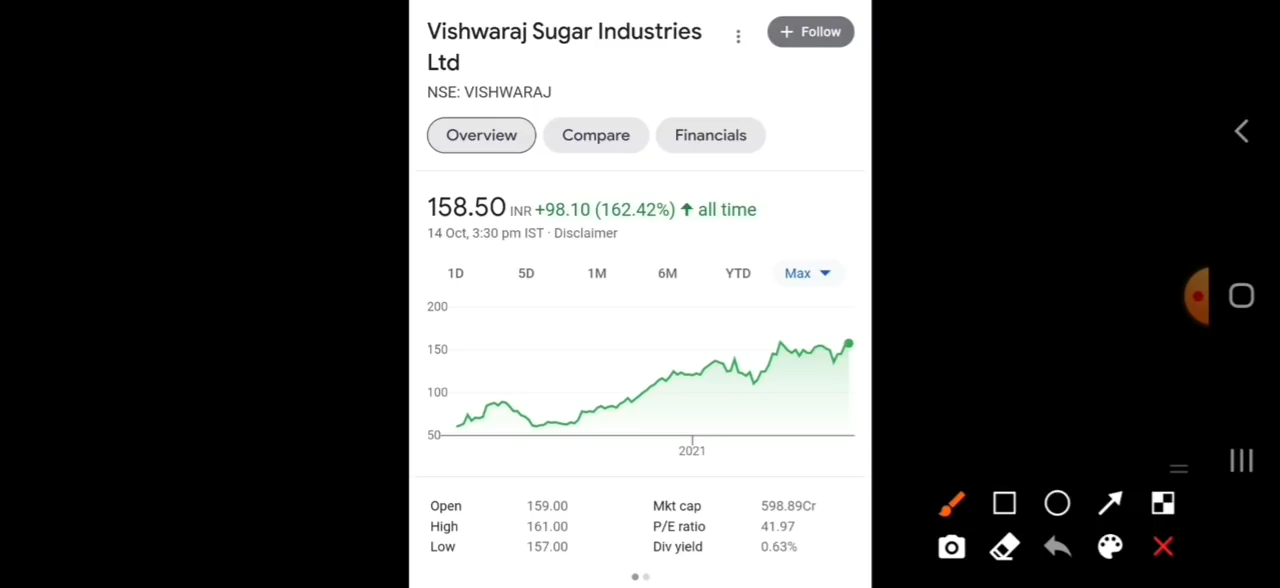 Vishwaraj Sugar Industries
Ltd
+ Follow
NSE: VISHWARAJ
Overview Compare Financials
158.50 INR +98.10 (162.42%) ↑ all time
14 Oct, 3:30 pm IST · Disclaimer
1D 5D 1M 6M YTD Max
200
150
100
50
2021
Open 159.00 Mkt cap 598.89Cr
High 161.00 P/E ratio 41.97
Low 157.00 Div yield 0.63%